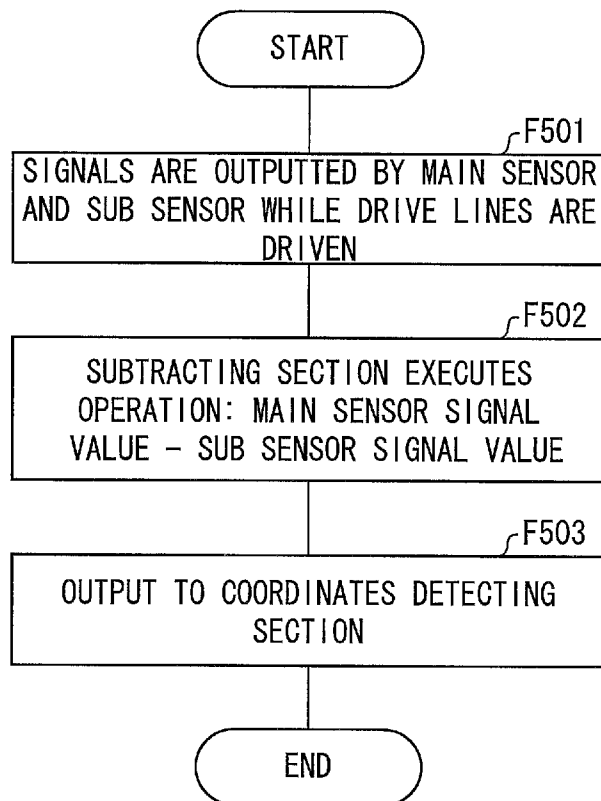 START
F501
SIGNALS ARE OUTPUTTED BY MAIN SENSOR
AND SUB SENSOR WHILE DRIVE LINES ARE
DRIVEN
F502
SUBTRACTING SECTION EXECUTES
OPERATION: MAIN SENSOR SIGNAL
VALUE - SUB SENSOR SIGNAL VALUE
F503
OUTPUT TO COORDINATES DETECTING
SECTION
END